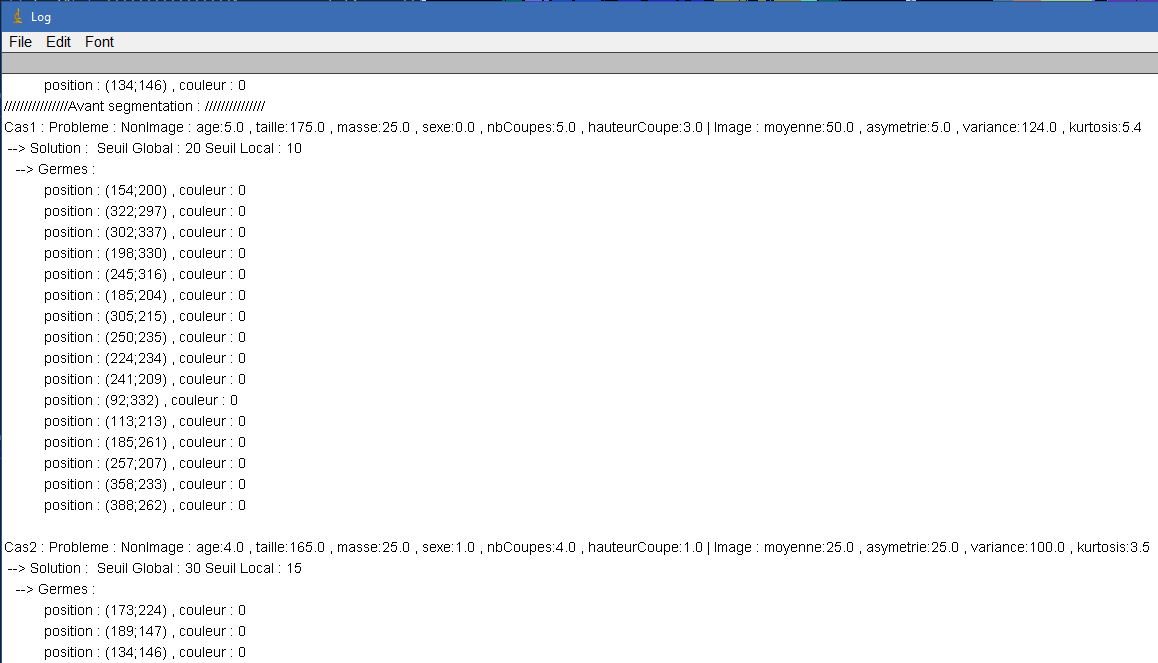 Log
File Edit Font
position : (134;146) , couleur : 0
////////////////Avant segmentation : ///////////////
Cas1 : Probleme : NonImage : age:5.0 , taille:175.0 , masse:25.0 , sexe:0.0 , nbCoupes:5.0 , hauteurCoupe:3.0 | Image : moyenne:50.0 , asymetrie:5.0 , variance:124.0 , kurtosis:5.4
--> Solution : Seuil Global : 20 Seuil Local : 10
--> Germes :
position : (154;200) , couleur : 0
position : (322;297) , couleur : 0
position : (302;337) , couleur : 0
position : (198;330) , couleur : 0
position : (245;316) , couleur : 0
position : (185;204) , couleur : 0
position : (305;215) , couleur : 0
position : (250;235) , couleur : 0
position : (224;234) , couleur : 0
position : (241;209) , couleur : 0
position : (92;332) , couleur : 0
position : (113;213) , couleur : 0
position : (185;261) , couleur : 0
position : (257;207) , couleur : 0
position : (358;233) , couleur : 0
position : (388;262) , couleur : 0
Cas2 : Probleme : NonImage : age:4.0 , taille:165.0 , masse:25.0 , sexe:1.0 , nbCoupes:4.0 , hauteurCoupe:1.0 | Image : moyenne:25.0 , asymetrie:25.0 , variance:100.0 , kurtosis:3.5
--> Solution : Seuil Global : 30 Seuil Local : 15
--> Germes :
position : (173;224) , couleur : 0
position : (189;147) , couleur : 0
position : (134;146) , couleur : 0